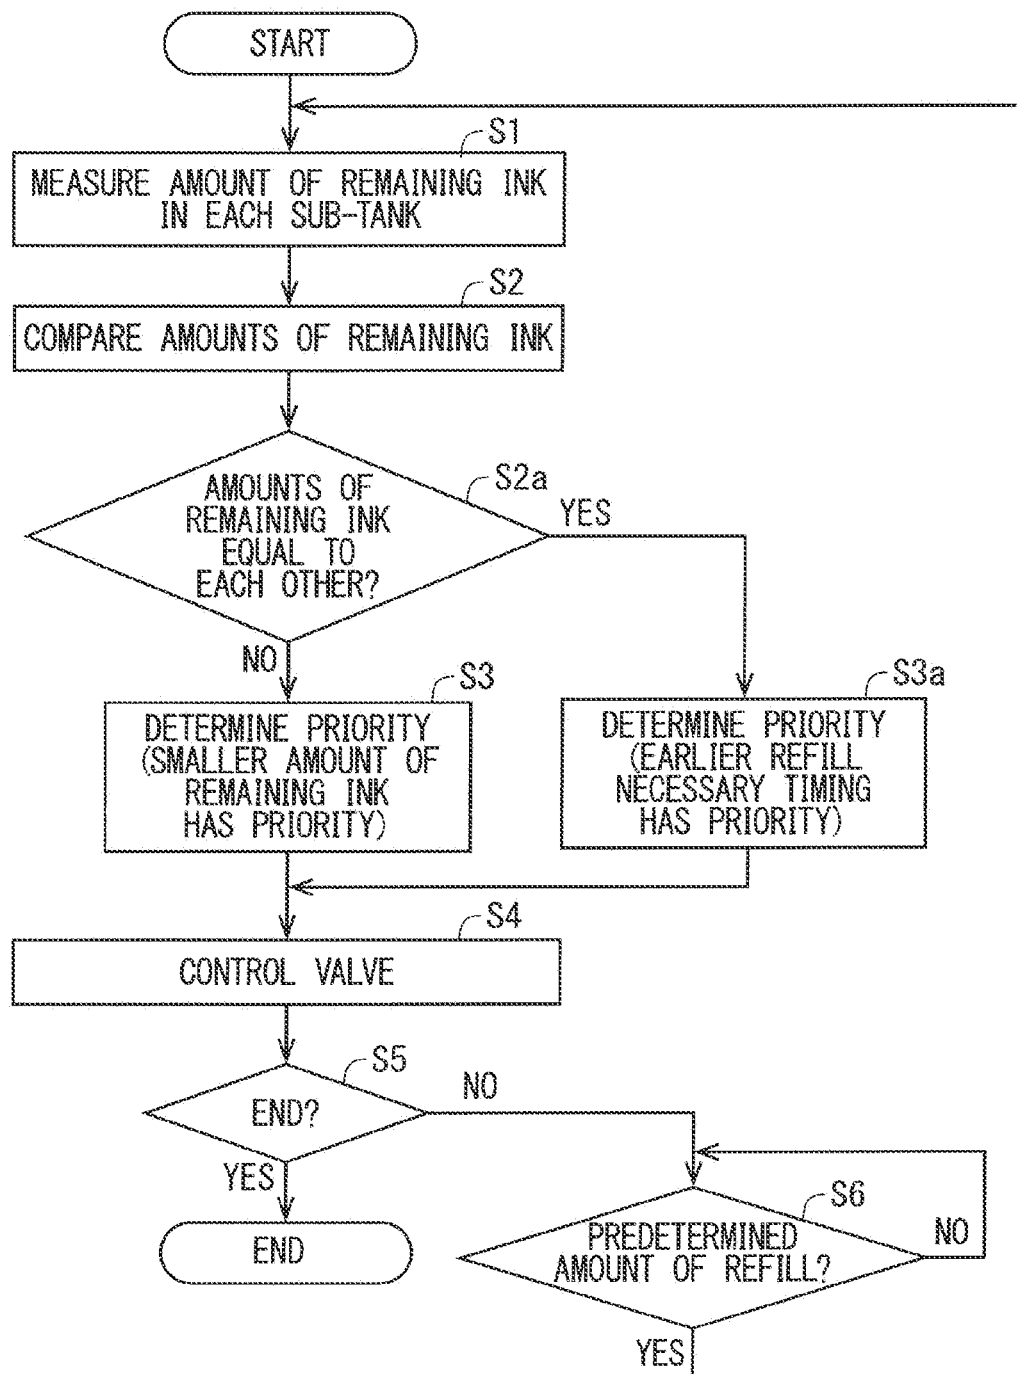 START
S1
MEASURE AMOUNT OF REMAINING INK
IN EACH SUB-TANK
S2
COMPARE AMOUNTS OF REMAINING INK
S2a
AMOUNTS OF
REMAINING INK
EQUAL TO
EACH OTHER?
YES
NO
S3
DETERMINE PRIORITY
(SMALLER AMOUNT OF
REMAINING INK
HAS PRIORITY)
S3a
DETERMINE PRIORITY
(EARLIER REFILL
NECESSARY TIMING
HAS PRIORITY)
S4
CONTROL VALVE
S5
END?
NO
YES
END
S6
PREDETERMINED
AMOUNT OF REFILL?
NO
YES